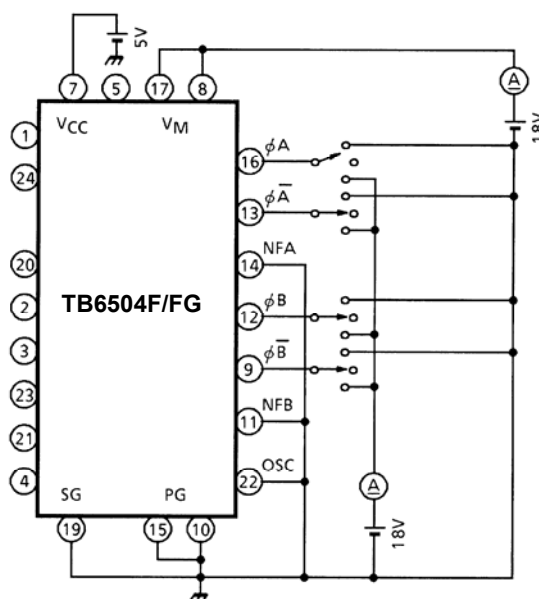 5V
7
5
17
8
A
18V
VCC
VM
1
24
20
2
3
23
21
4
TB6504F/FG
16
φA
13
φA̅
14
NFA
12
φB
9
φB̅
11
NFB
22
OSC
SG
PG
19
15
10
A
18V